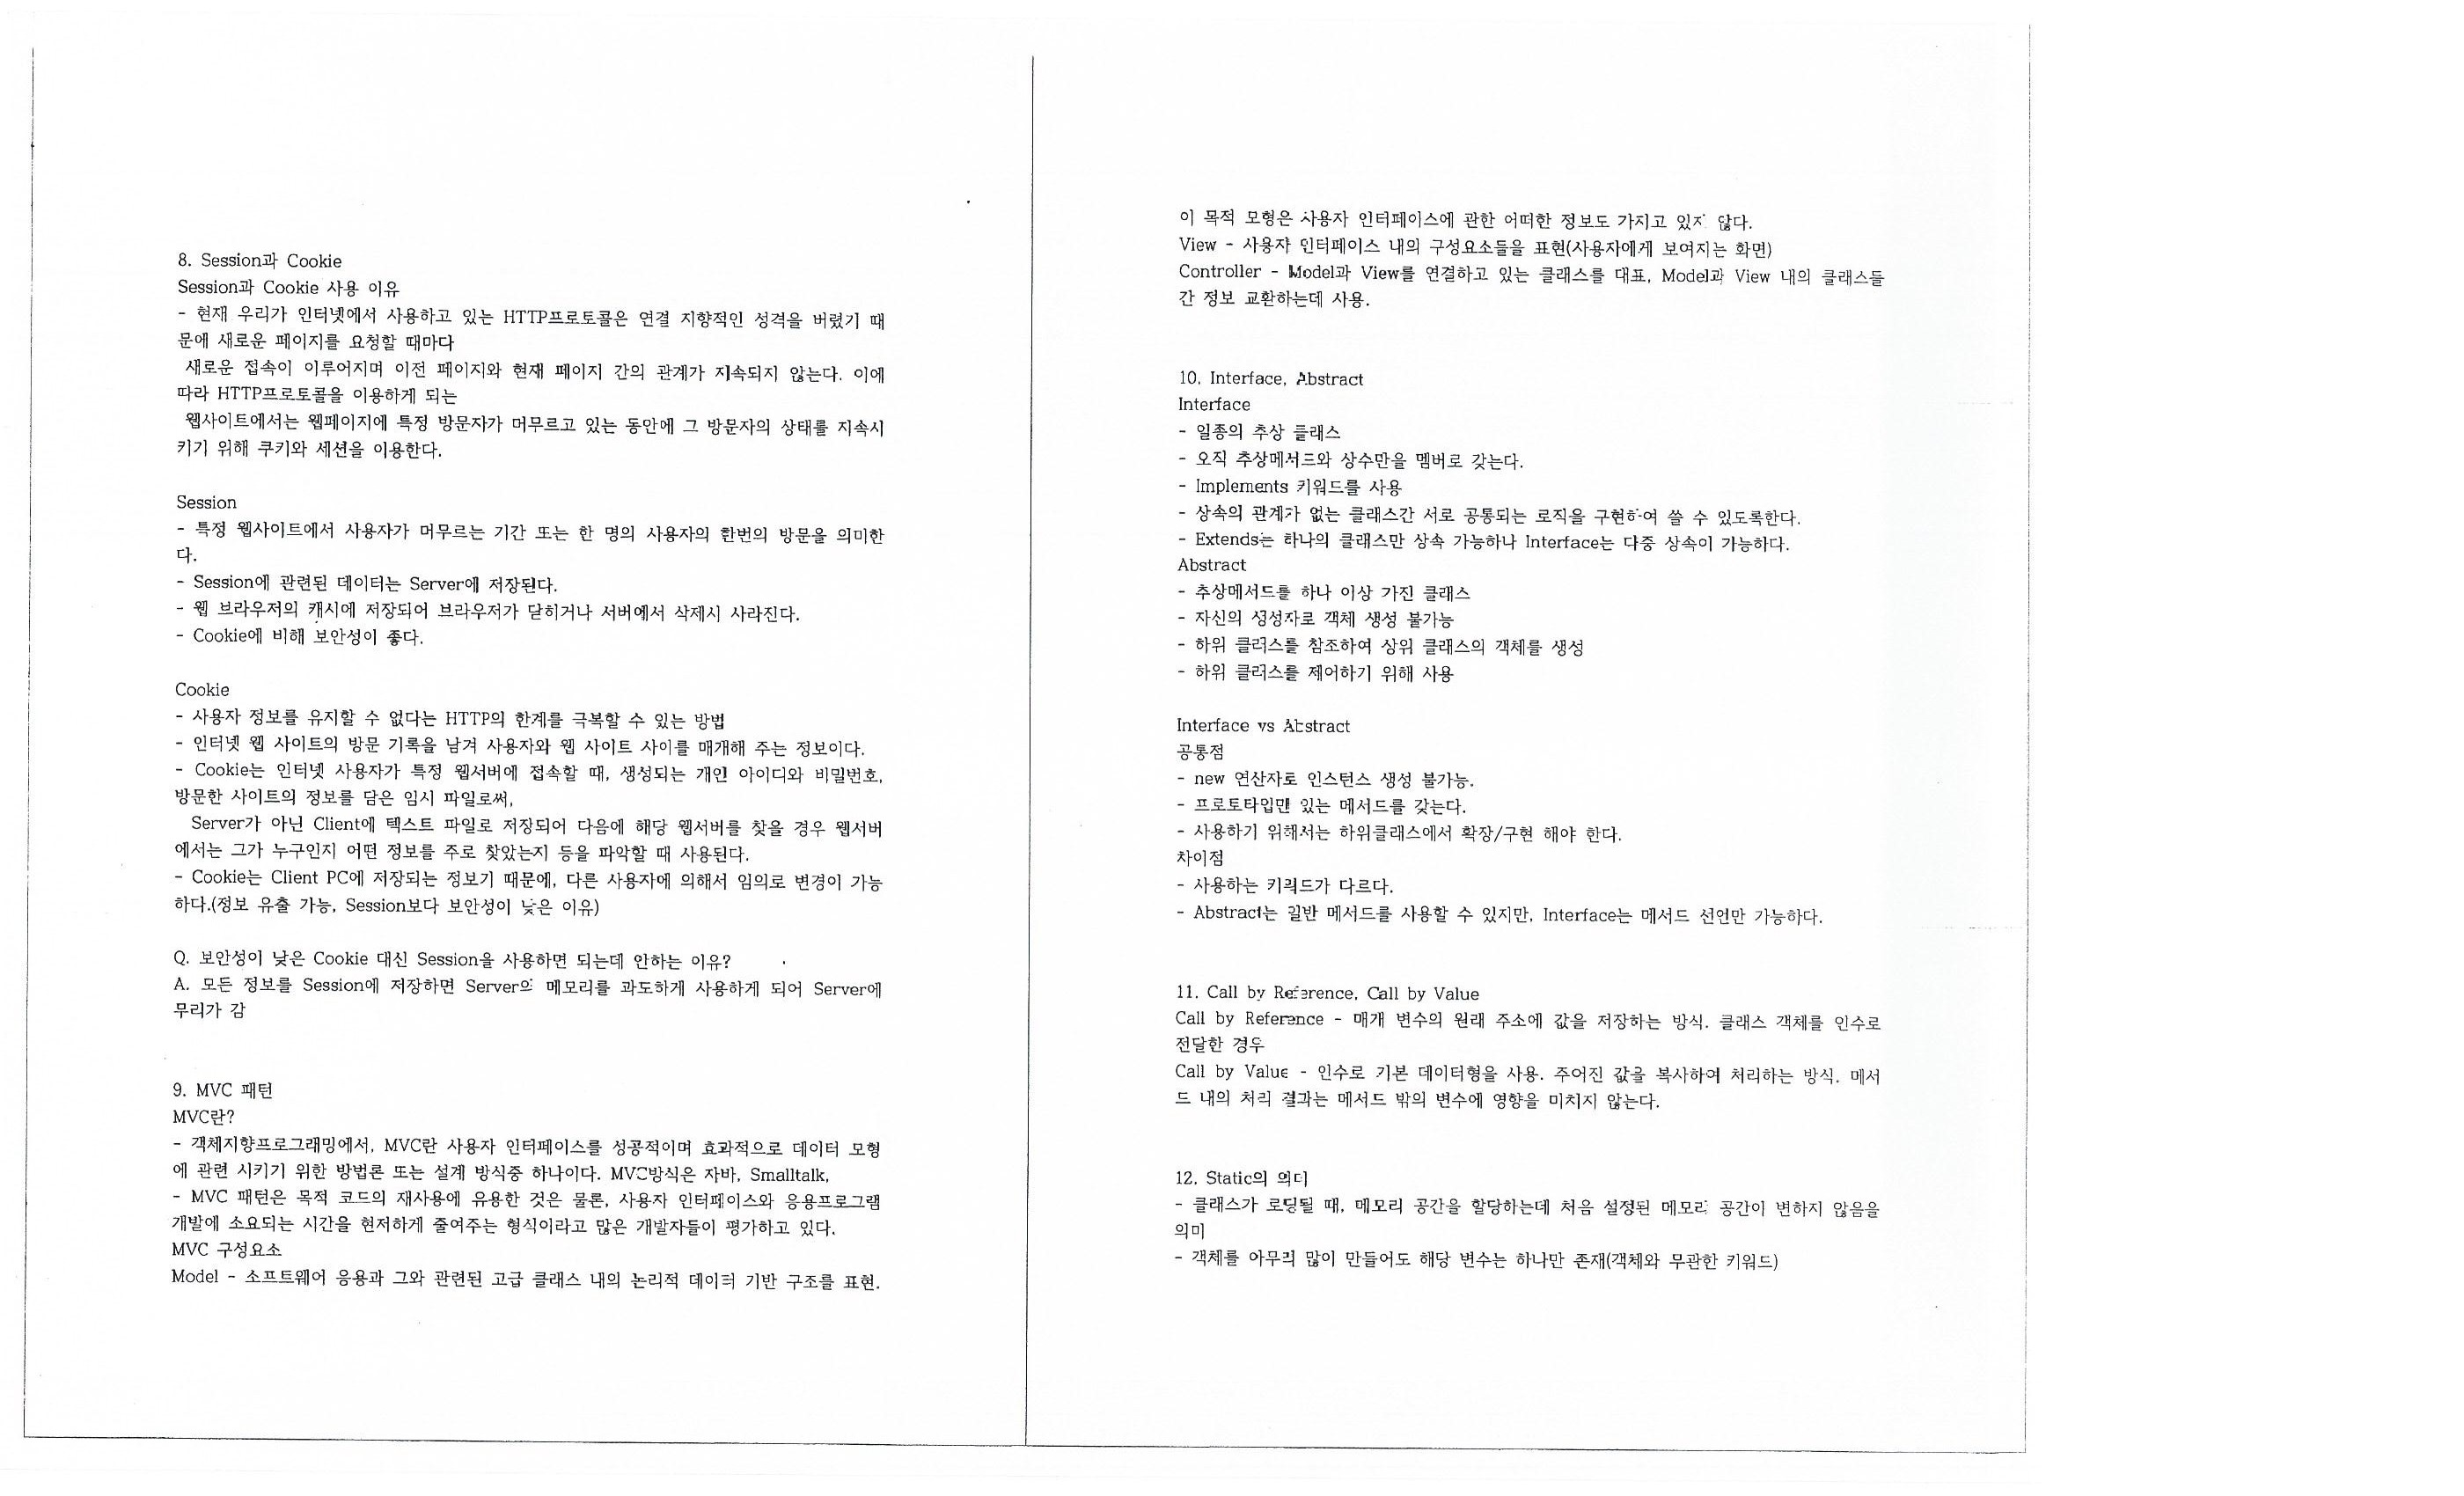 8. Session과 Cookie
Session과 Cookie 사용 이유
- 현재 우리가 인터넷에서 사용하고 있는 HTTP프로토콜은 연결 지향적인 성격을 버렸기 때
문에 새로운 페이지를 요청할 때마다
새로운 접속이 이루어지며 이전 페이지와 현재 페이지 간의 관계가 지속되지 않는다. 이에
따라 HTTP프로토콜을 이용하게 되는
웹사이트에서는 웹페이지에 특정 방문자가 머무르고 있는 동안에 그 방문자의 상태를 지속시
키기 위해 쿠키와 세션을 이용한다.
Session
- 특정 웹사이트에서 사용자가 머무르는 기간 또는 한 명의 사용자의 한번의 방문을 의미한
다.
- Session에 관련된 데이터는 Server에 저장된다.
- 웹 브라우저의 캐시에 저장되어 브라우저가 닫히거나 서버에서 삭제시 사라진다.
- Cookie에 비해 보안성이 좋다.
Cookie
- 사용자 정보를 유지할 수 없다는 HTTP의 한계를 극복할 수 있는 방법
- 인터넷 웹 사이트의 방문 기록을 남겨 사용자와 웹 사이트 사이를 매개해 주는 정보이다.
- Cookie는 인터넷 사용자가 특정 웹서버에 접속할 때, 생성되는 개인 아이디와 비밀번호,
방문한 사이트의 정보를 담은 임시 파일로써,
Server가 아닌 Client에 텍스트 파일로 저장되어 다음에 해당 웹서버를 찾을 경우 웹서버
에서는 그가 누구인지 어떤 정보를 주로 찾았는지 등을 파악할 때 사용된다.
- Cookie는 Client PC에 저장되는 정보기 때문에, 다른 사용자에 의해서 임의로 변경이 가능
하다.(정보 유출 가능, Session보다 보안성이 낮은 이유)
Q. 보안성이 낮은 Cookie 대신 Session을 사용하면 되는데 안하는 이유?
A. 모든 정보를 Session에 저장하면 Server의 메모리를 과도하게 사용하게 되어 Server에
무리가 감
9. MVC 패턴
MVC란?
- 객체지향프로그래밍에서, MVC란 사용자 인터페이스를 성공적이며 효과적으로 데이터 모형
에 관련 시키기 위한 방법론 또는 설계 방식중 하나이다. MVC방식은 자바, Smalltalk,
- MVC 패턴은 목적 코드의 재사용에 유용한 것은 물론, 사용자 인터페이스와 응용프로그램
개발에 소요되는 시간을 현저하게 줄여주는 형식이라고 많은 개발자들이 평가하고 있다.
MVC 구성요소
Model - 소프트웨어 응용과 그와 관련된 고급 클래스 내의 논리적 데이터 기반 구조를 표현.
이 목적 모형은 사용자 인터페이스에 관한 어떠한 정보도 가지고 있지 않다.
View - 사용자 인터페이스 내의 구성요소들을 표현(사용자에게 보여지는 화면)
Controller - Model과 View를 연결하고 있는 클래스를 대표, Model과 View 내의 클래스들
간 정보 교환하는데 사용.
10. Interface, Abstract
Interface
- 일종의 추상 클래스
- 오직 추상메서드와 상수만을 멤버로 갖는다.
- Implements 키워드를 사용
- 상속의 관계가 없는 클래스간 서로 공통되는 로직을 구현하여 쓸 수 있도록한다.
- Extends는 하나의 클래스만 상속 가능하나 Interface는 다중 상속이 가능하다.
Abstract
- 추상메서드를 하나 이상 가진 클래스
- 자신의 생성자로 객체 생성 불가능
- 하위 클래스를 참조하여 상위 클래스의 객체를 생성
- 하위 클래스를 제어하기 위해 사용
Interface vs Abstract
공통점
- new 연산자로 인스턴스 생성 불가능.
- 프로토타입만 있는 메서드를 갖는다.
- 사용하기 위해서는 하위클래스에서 확장/구현 해야 한다.
차이점
- 사용하는 키워드가 다르다.
- Abstract는 일반 메서드를 사용할 수 있지만, Interface는 메서드 선언만 가능하다.
11. Call by Reference, Call by Value
Call by Reference - 매개 변수의 원래 주소에 값을 저장하는 방식. 클래스 객체를 인수로
전달한 경우
Call by Value - 인수로 기본 데이터형을 사용. 주어진 값을 복사하여 처리하는 방식. 메서
드 내의 처리 결과는 메서드 밖의 변수에 영향을 미치지 않는다.
12. Static의 의미
- 클래스가 로딩될 때, 메모리 공간을 할당하는데 처음 설정된 메모리 공간이 변하지 않음을
의미
- 객체를 아무리 많이 만들어도 해당 변수는 하나만 존재(객체와 무관한 키워드)